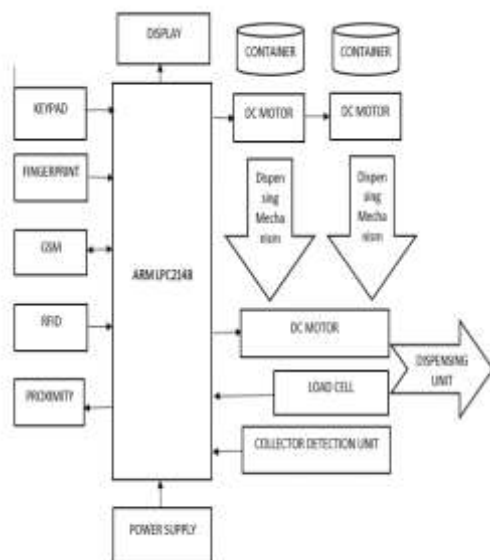 DISPLAY
CONTAINER
CONTAINER
KEYPAD
DC MOTOR
DC MOTOR
FINGERPRINT
Dispen
sing
Mecha
nism
Dispen
sing
Mecha
nism
GSM
ARM LPC2148
RFID
DC MOTOR
DISPENSING
UNIT
PROXIMITY
LOAD CELL
COLLECTOR DETECTION UNIT
POWER SUPPLY